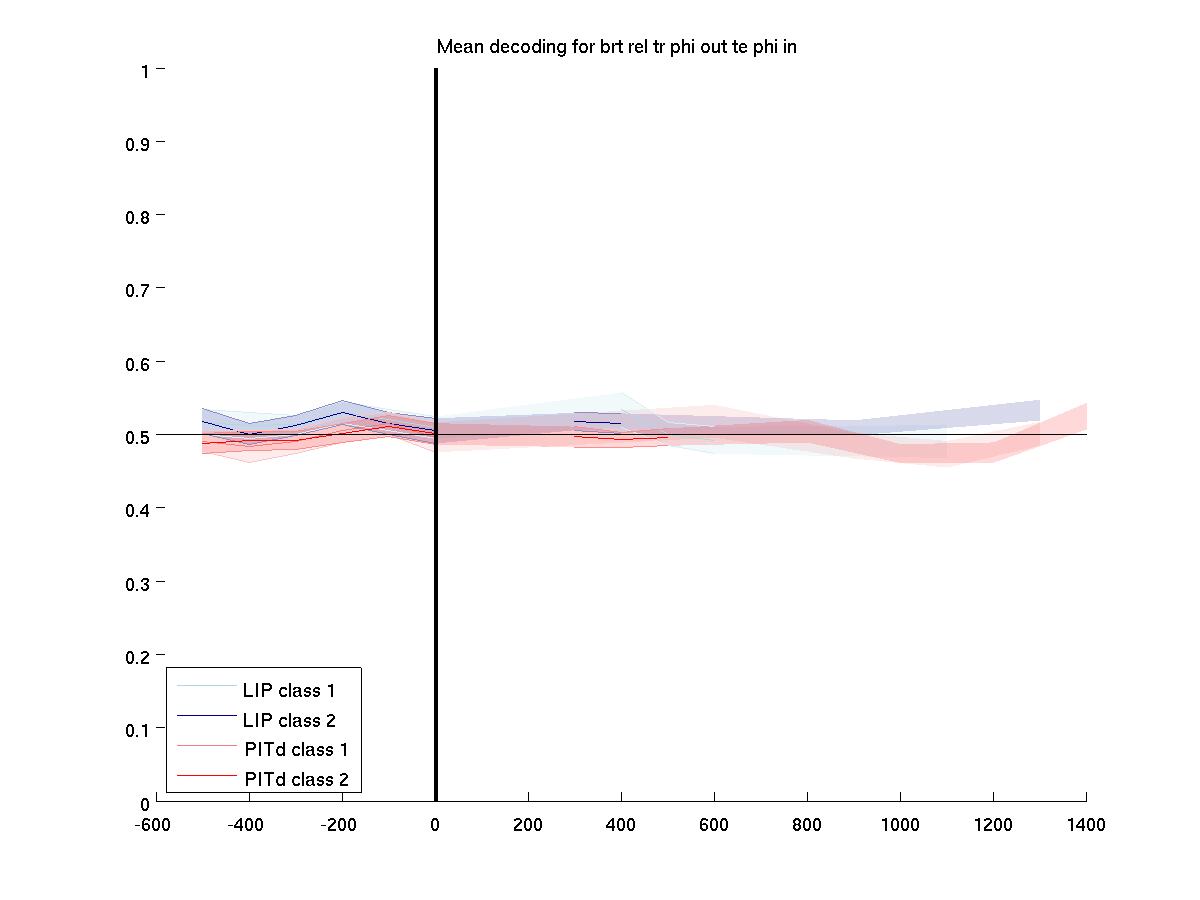 Mean decoding for brt rel tr phi out te phi in
1
0.9
0.8
0.7
0.6
0.5
0.4
0.3
0.2
0.1
0
LIP class 1
LIP class 2
PITd class 1
PITd class 2
-600 -400 -200 0 200 400 600 800 1000 1200 1400